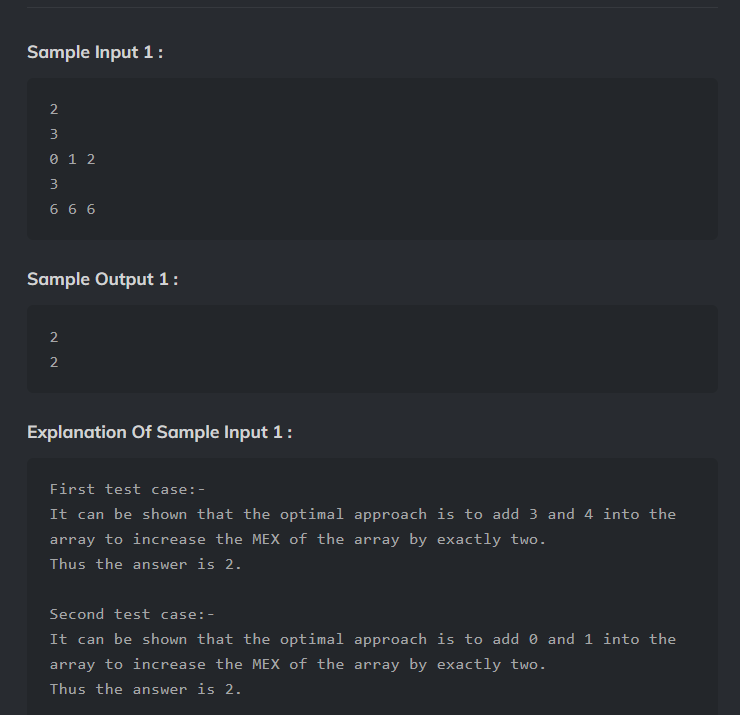 Sample Input 1 :
2
3
0 1 2
3
6 6 6
Sample Output 1 :
2
2
Explanation Of Sample Input 1 :
First test case:-
It can be shown that the optimal approach is to add 3 and 4 into the
array to increase the MEX of the array by exactly two.
Thus the answer is 2.
Second test case:-
It can be shown that the optimal approach is to add 0 and 1 into the
array to increase the MEX of the array by exactly two.
Thus the answer is 2.